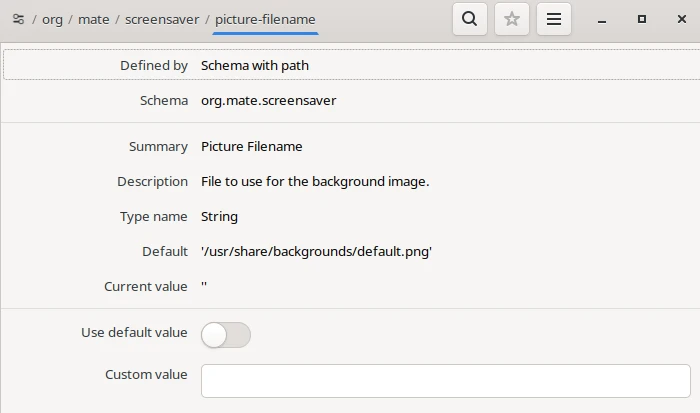 / org / mate / screensaver / picture-filename
Defined by Schema with path
Schema org.mate.screensaver
Summary Picture Filename
Description File to use for the background image.
Type name String
Default '/usr/share/backgrounds/default.png'
Current value ''
Use default value
Custom value